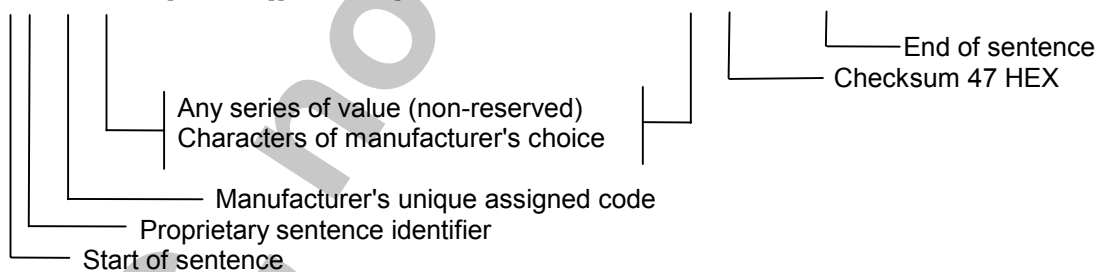 End of sentence
Checksum 47 HEX
Any series of value (non-reserved)
Characters of manufacturer's choice
Manufacturer's unique assigned code
Proprietary sentence identifier
Start of sentence